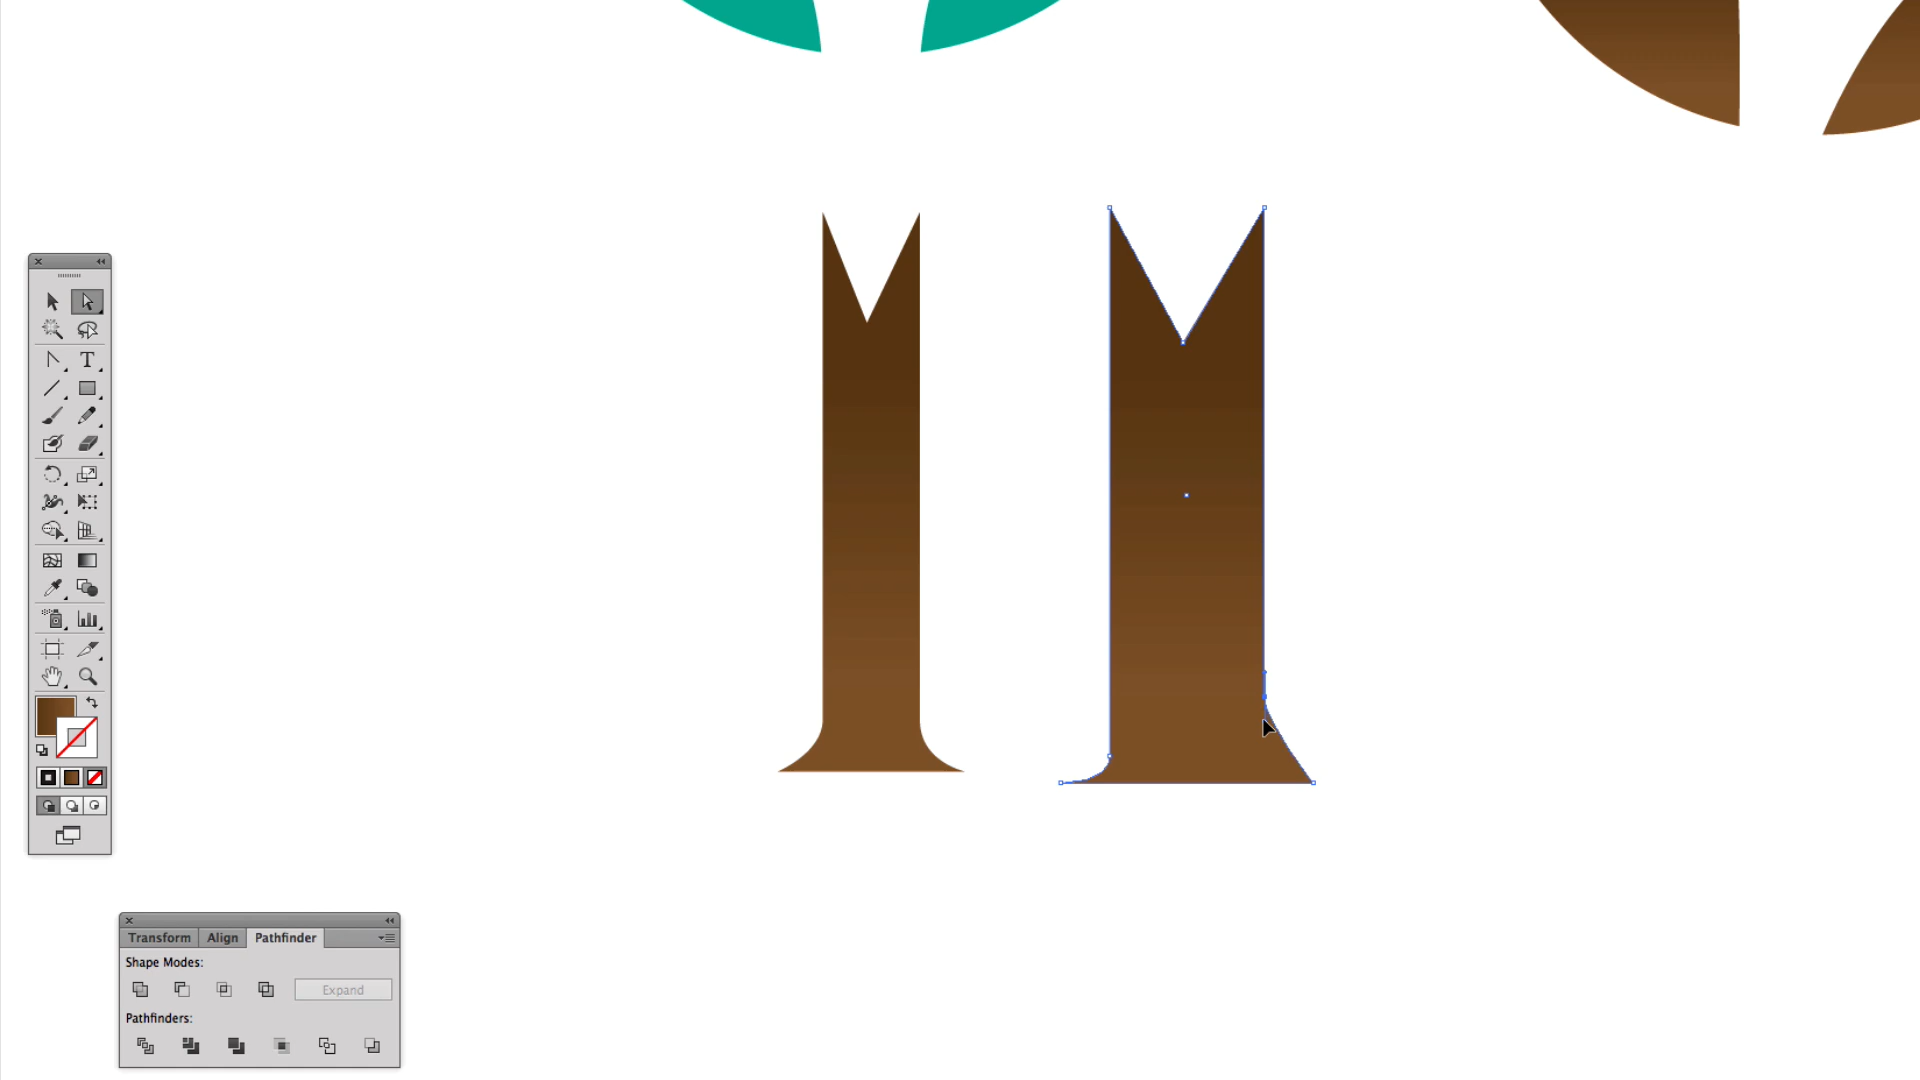 T
Transform Align Pathfinder
Shape Modes:
Expand
Pathfinders: